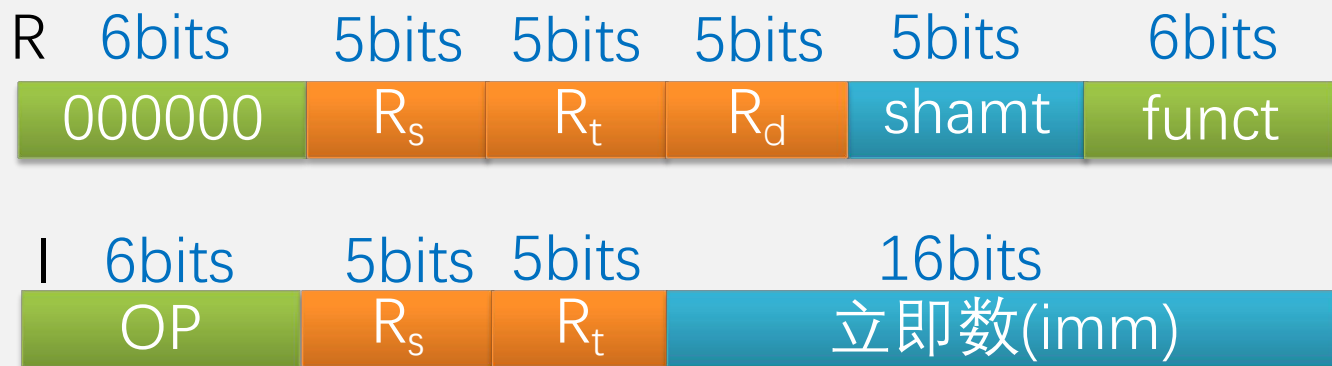 R 6bits 5bits 5bits 5bits 5bits 6bits
000000 Rs Rt Rd shamt funct
I 6bits 5bits 5bits 16bits
OP Rs Rt 立即数(imm)